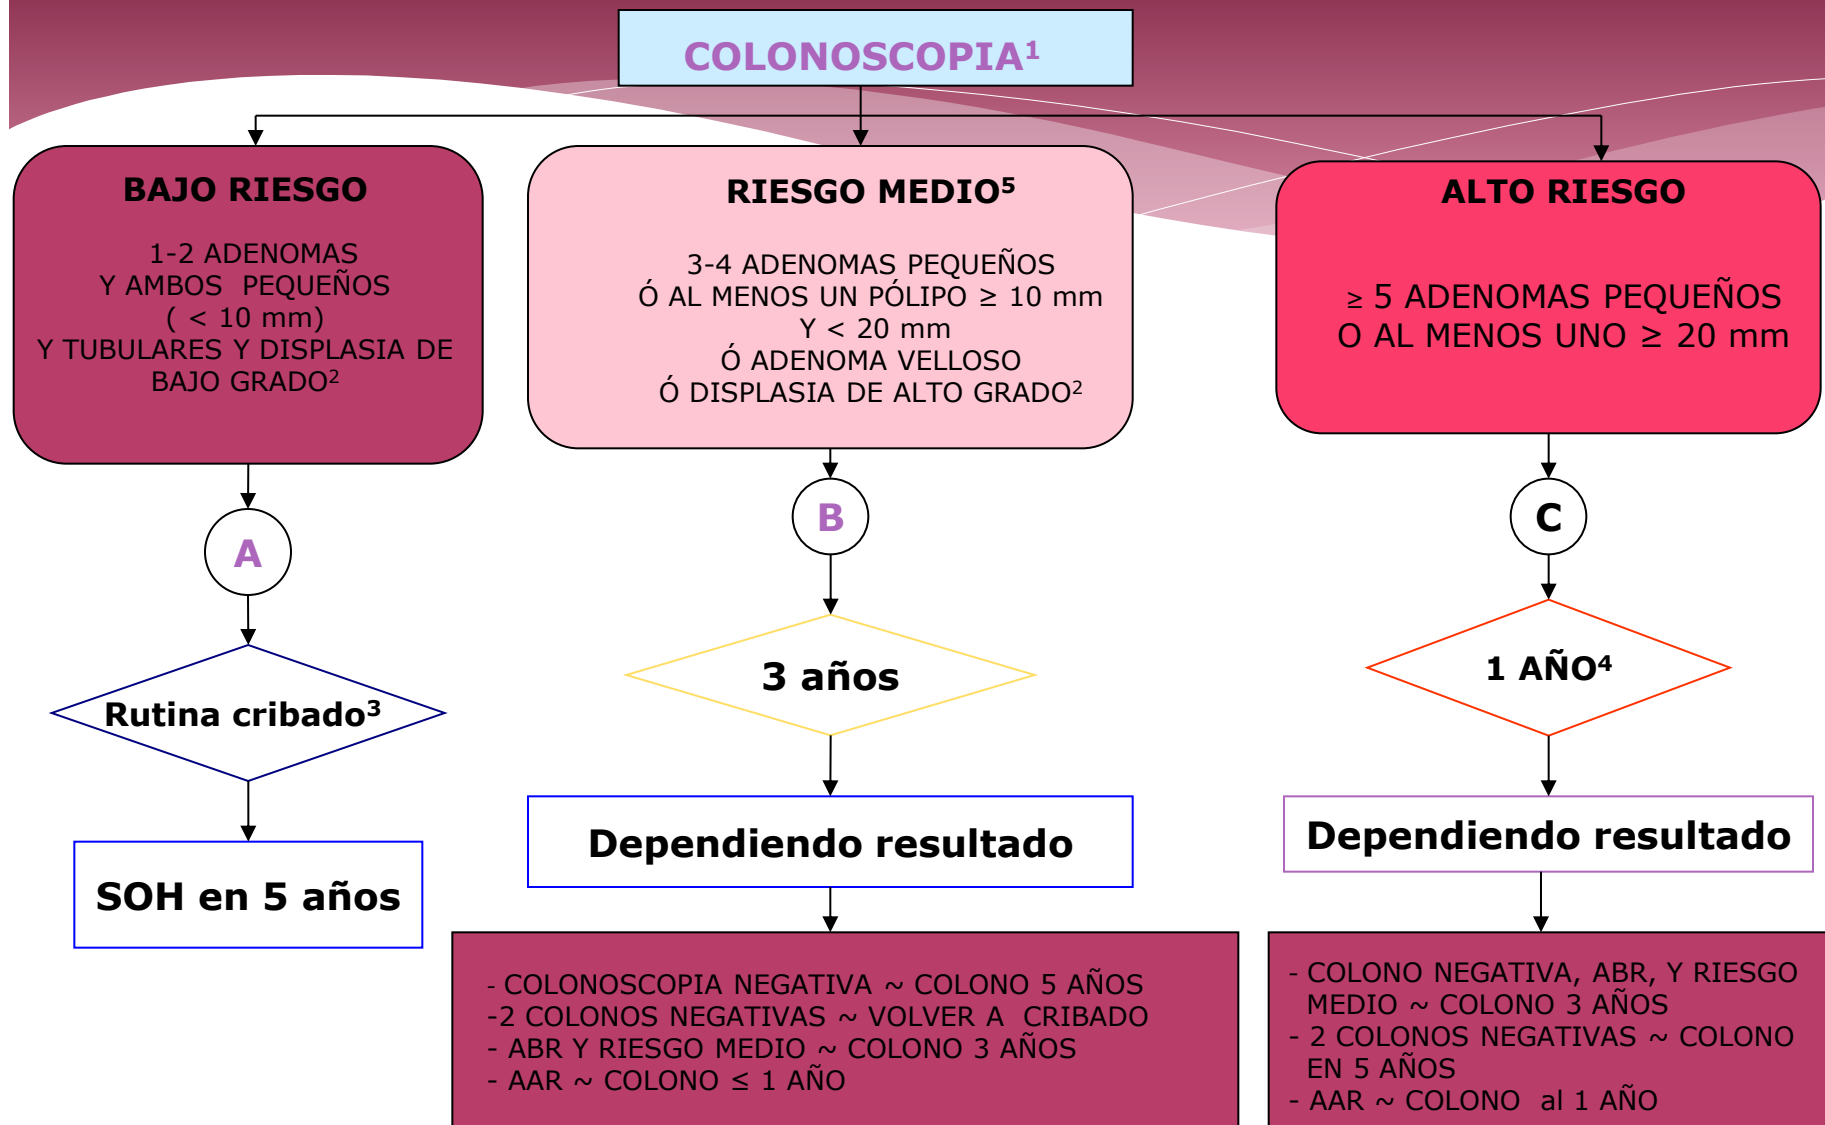 COLONOSCOPIA¹
BAJO RIESGO
1-2 ADENOMAS
Y AMBOS PEQUEÑOS
( < 10 mm)
Y TUBULARES Y DISPLASIA DE
BAJO GRADO²
A
Rutina cribado³
SOH en 5 años
RIESGO MEDIO⁵
3-4 ADENOMAS PEQUEÑOS
Ó AL MENOS UN PÓLIPO ≥ 10 mm
Y < 20 mm
Ó ADENOMA VELLOSO
Ó DISPLASIA DE ALTO GRADO²
B
3 años
Dependiendo resultado
- COLONOSCOPIA NEGATIVA ~ COLONO 5 AÑOS
-2 COLONOS NEGATIVAS ~ VOLVER A CRIBADO
- ABR Y RIESGO MEDIO ~ COLONO 3 AÑOS
- AAR ~ COLONO ≤ 1 AÑO
ALTO RIESGO
≥ 5 ADENOMAS PEQUEÑOS
O AL MENOS UNO ≥ 20 mm
C
1 AÑO⁴
Dependiendo resultado
- COLONO NEGATIVA, ABR, Y RIESGO
MEDIO ~ COLONO 3 AÑOS
- 2 COLONOS NEGATIVAS ~ COLONO
EN 5 AÑOS
- AAR ~ COLONO al 1 AÑO